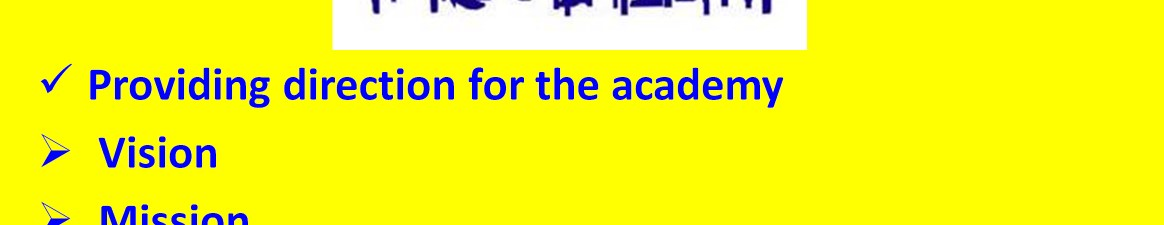 ✓ Providing direction for the academy
➢ Vision
➢ Mission